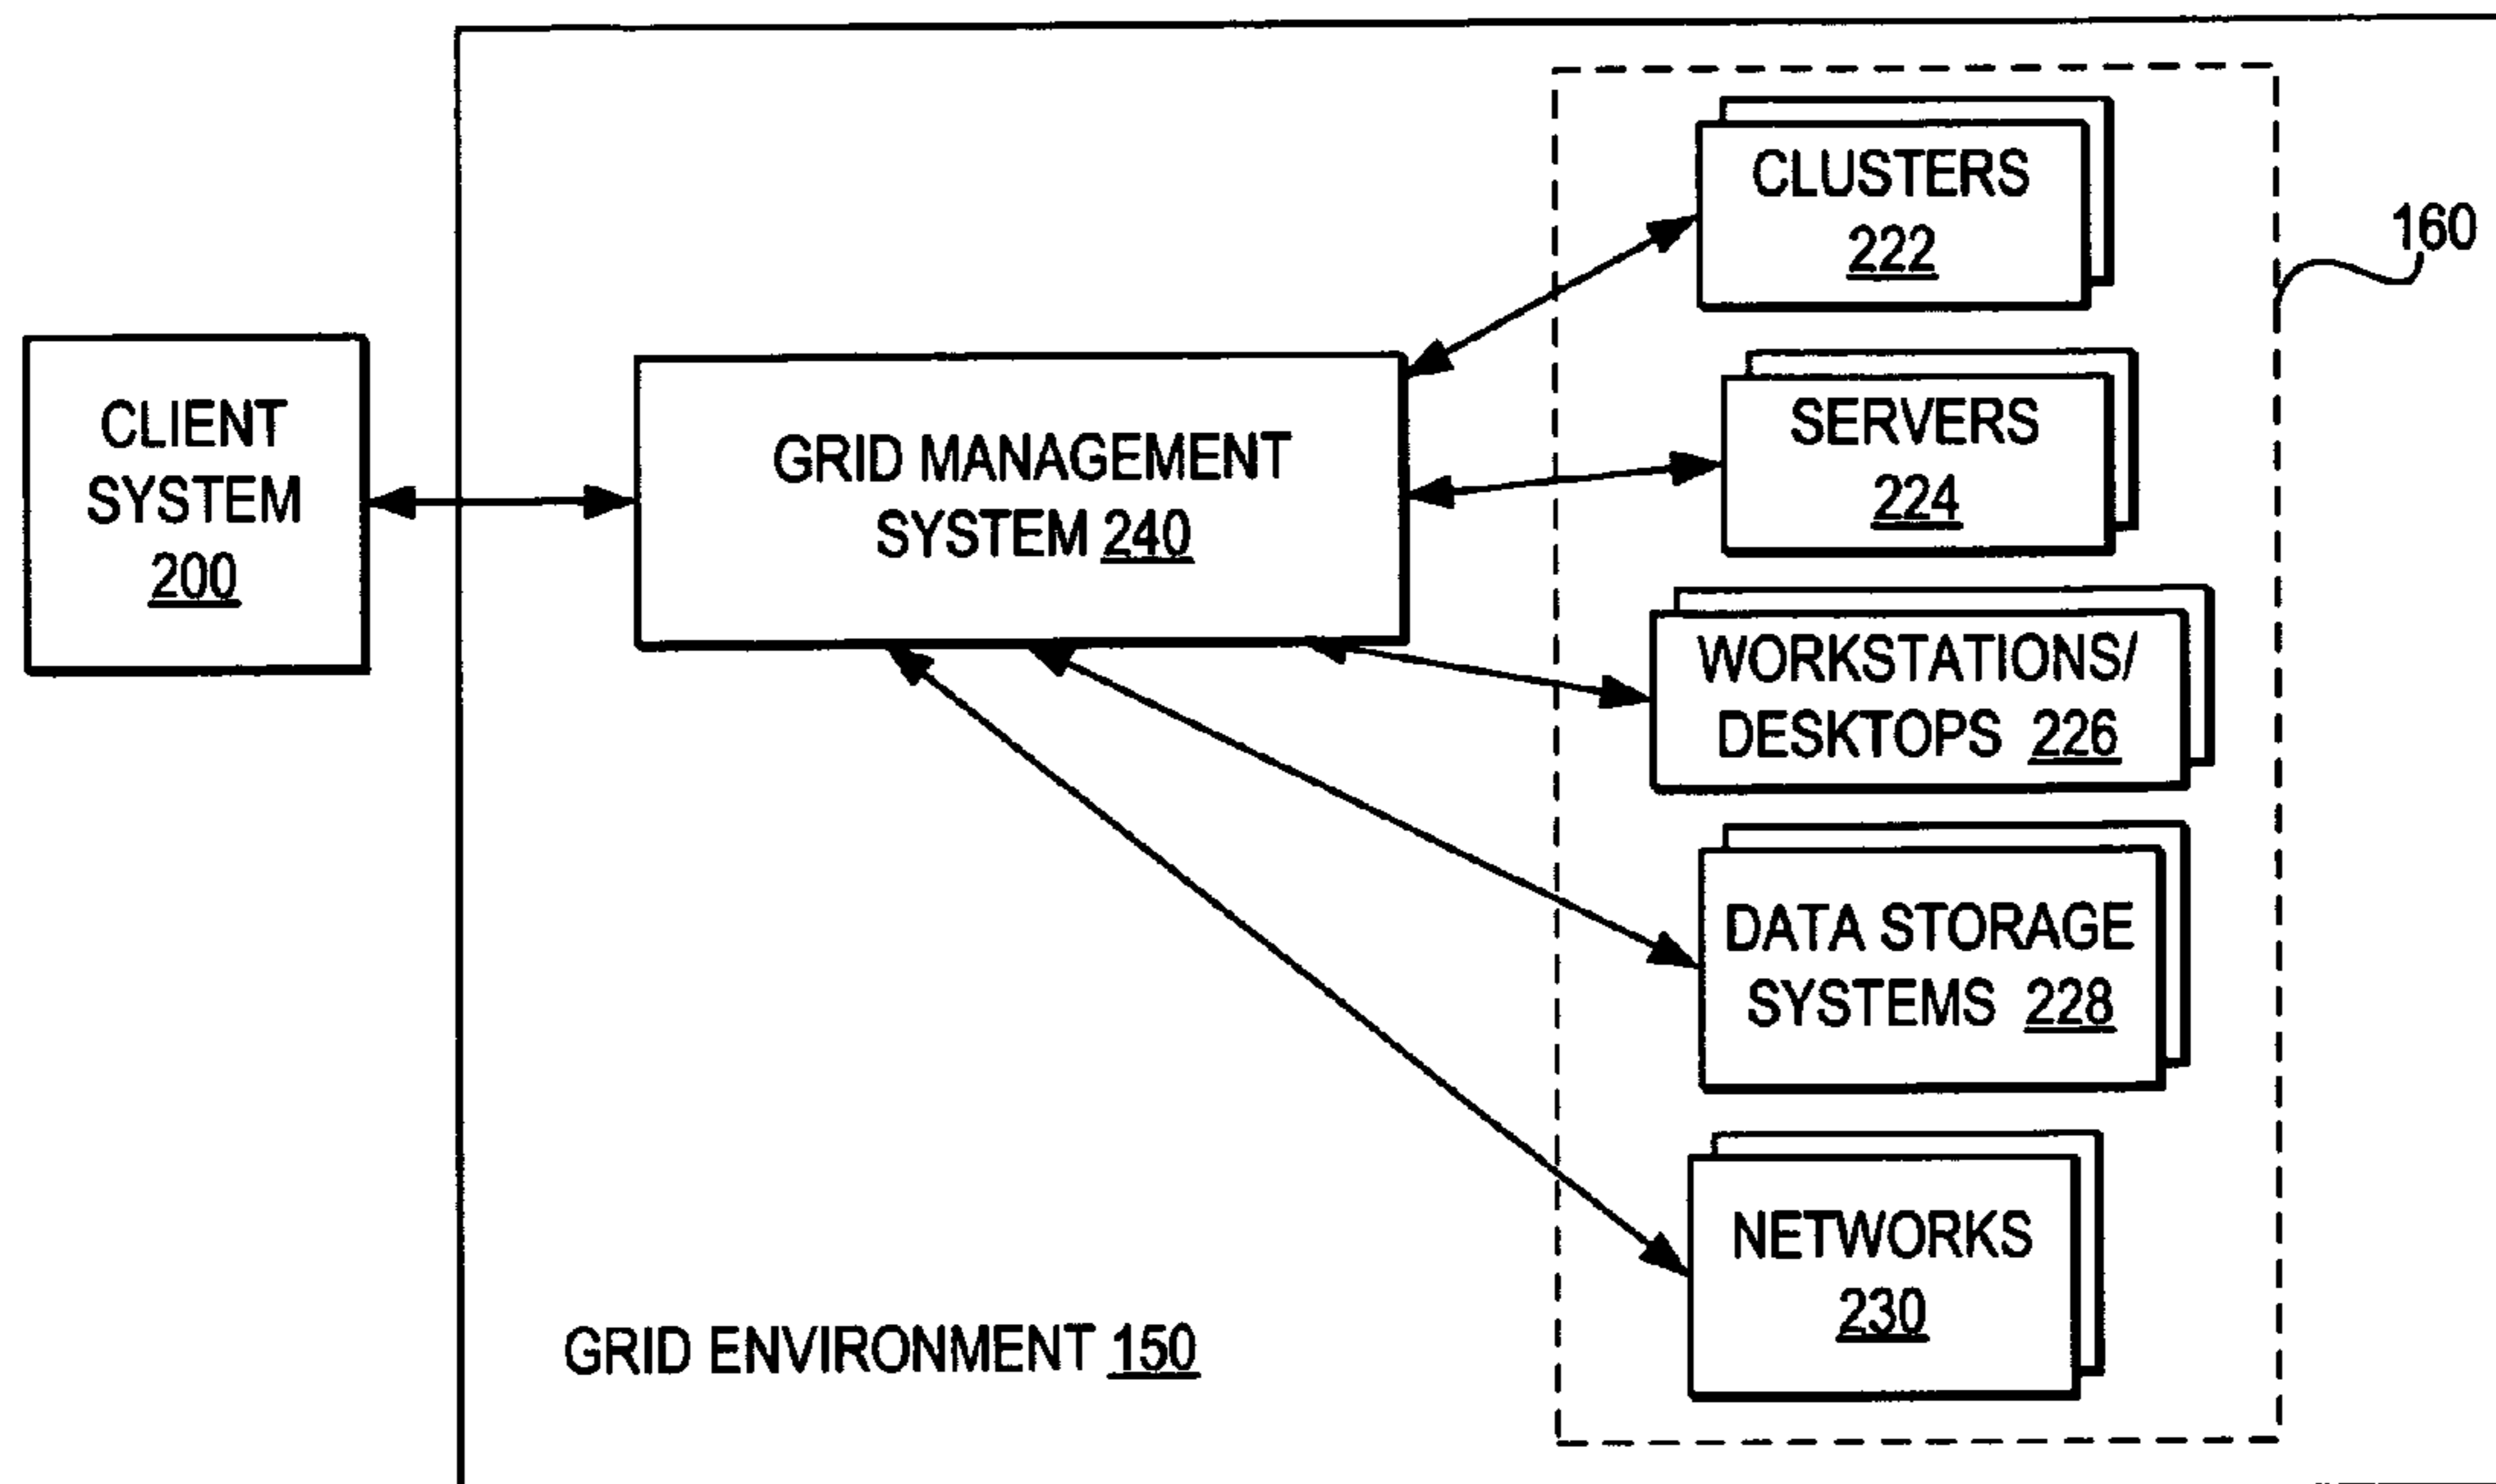 CLIENT
SYSTEM
200
GRID MANAGEMENT
SYSTEM 240
CLUSTERS
222
SERVERS
224
WORKSTATIONS/
DESKTOPS 226
DATA STORAGE
SYSTEMS 228
NETWORKS
230
160
GRID ENVIRONMENT 150